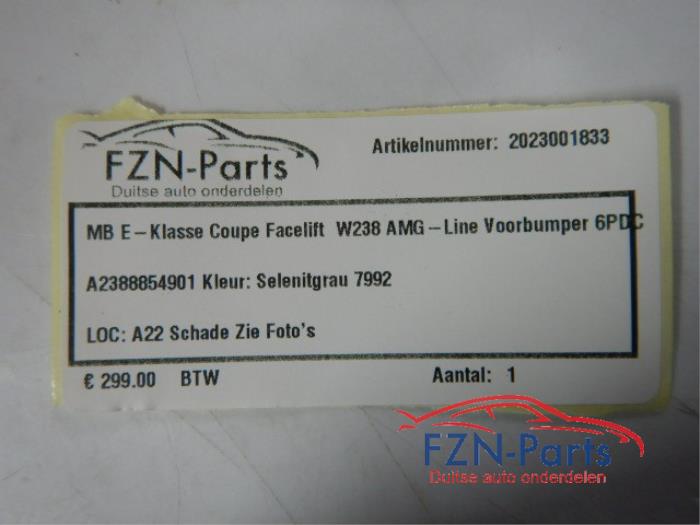 FZN-Parts
Duitse auto onderdelen
Artikelnummer: 2023001833
MB E-Klasse Coupe Facelift W238 AMG-Line Voorbumper 6PDC
A2388854901 Kleur: Selenitgrau 7992
LOC: A22 Schade Zie Foto's
€ 299.00 BTW
Aantal: 1
FZN-Parts
Duitse auto onderdelen